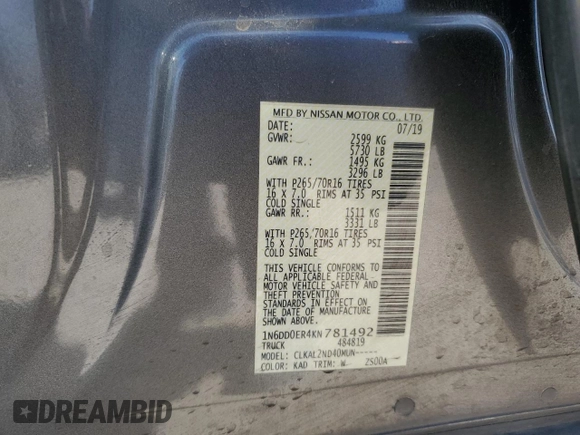 MFD BY NISSAN MOTOR CO., LTD.
DATE: 07/19
GVWR: 2599 KG
5730 LB
GAWR FR: 1495 KG
3296 LB
WITH P265/70R16 TIRES
16 X 7.0 RIMS AT 35 PSI
COLD SINGLE
GAWR RR.: 1511 KG
3331 LB
WITH P265/70R16 TIRES
16 X 7.0 RIMS AT 35 PSI
COLD SINGLE
THIS VEHICLE CONFORMS TO
ALL APPLICABLE FEDERAL
MOTOR VEHICLE SAFETY AND
THEFT PREVENTION
STANDARDS IN EFFECT ON
THE DATE OF MANUFACTURE
SHOWN ABOVE.
1N6DD0ER4KN781492
TRUCK 484819
MODEL: CLKAL2ND40MUN-----
COLOR: KAD TRIM: W 2S00A
DREAMBID